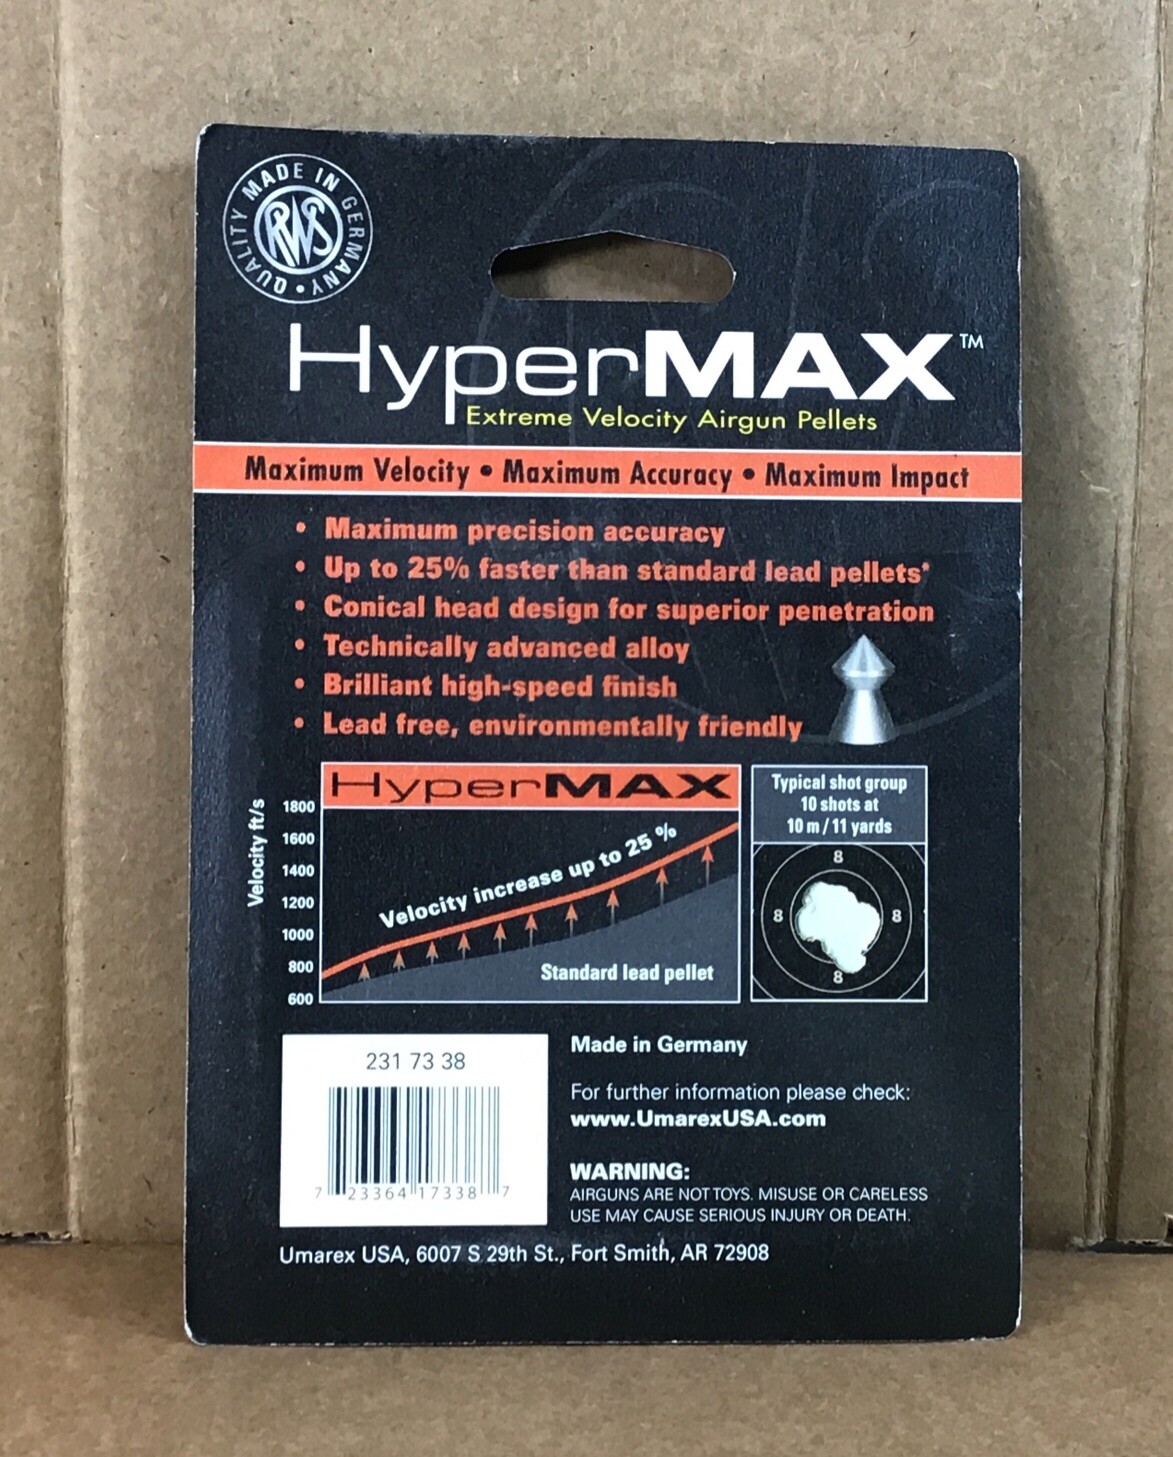 QUALITY MADE IN GERMANY •
RWS
HyperMAX™
Extreme Velocity Airgun Pellets
Maximum Velocity • Maximum Accuracy • Maximum Impact
• Maximum precision accuracy
• Up to 25% faster than standard lead pellets*
• Conical head design for superior penetration
• Technically advanced alloy
• Brilliant high-speed finish
• Lead free, environmentally friendly
HyperMAX
Velocity ft/s
1800
1600
1400
1200
1000
800
600
Velocity increase up to 25 %
Standard lead pellet
Typical shot group
10 shots at
10 m / 11 yards
8
8 8
8
231 73 38
7 23364 17338 7
Made in Germany
For further information please check:
www.UmarexUSA.com
WARNING:
AIRGUNS ARE NOT TOYS. MISUSE OR CARELESS
USE MAY CAUSE SERIOUS INJURY OR DEATH.
Umarex USA, 6007 S 29th St., Fort Smith, AR 72908